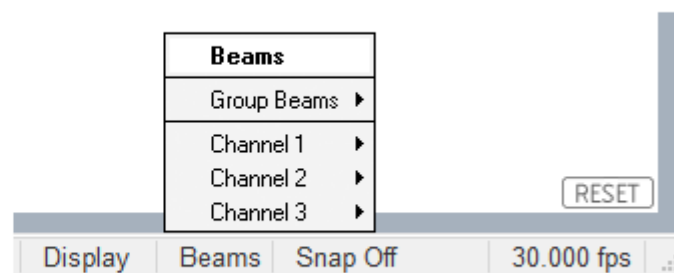 Beams
Group Beams
Channel 1
Channel 2
Channel 3
RESET
Display Beams Snap Off 30.000 fps